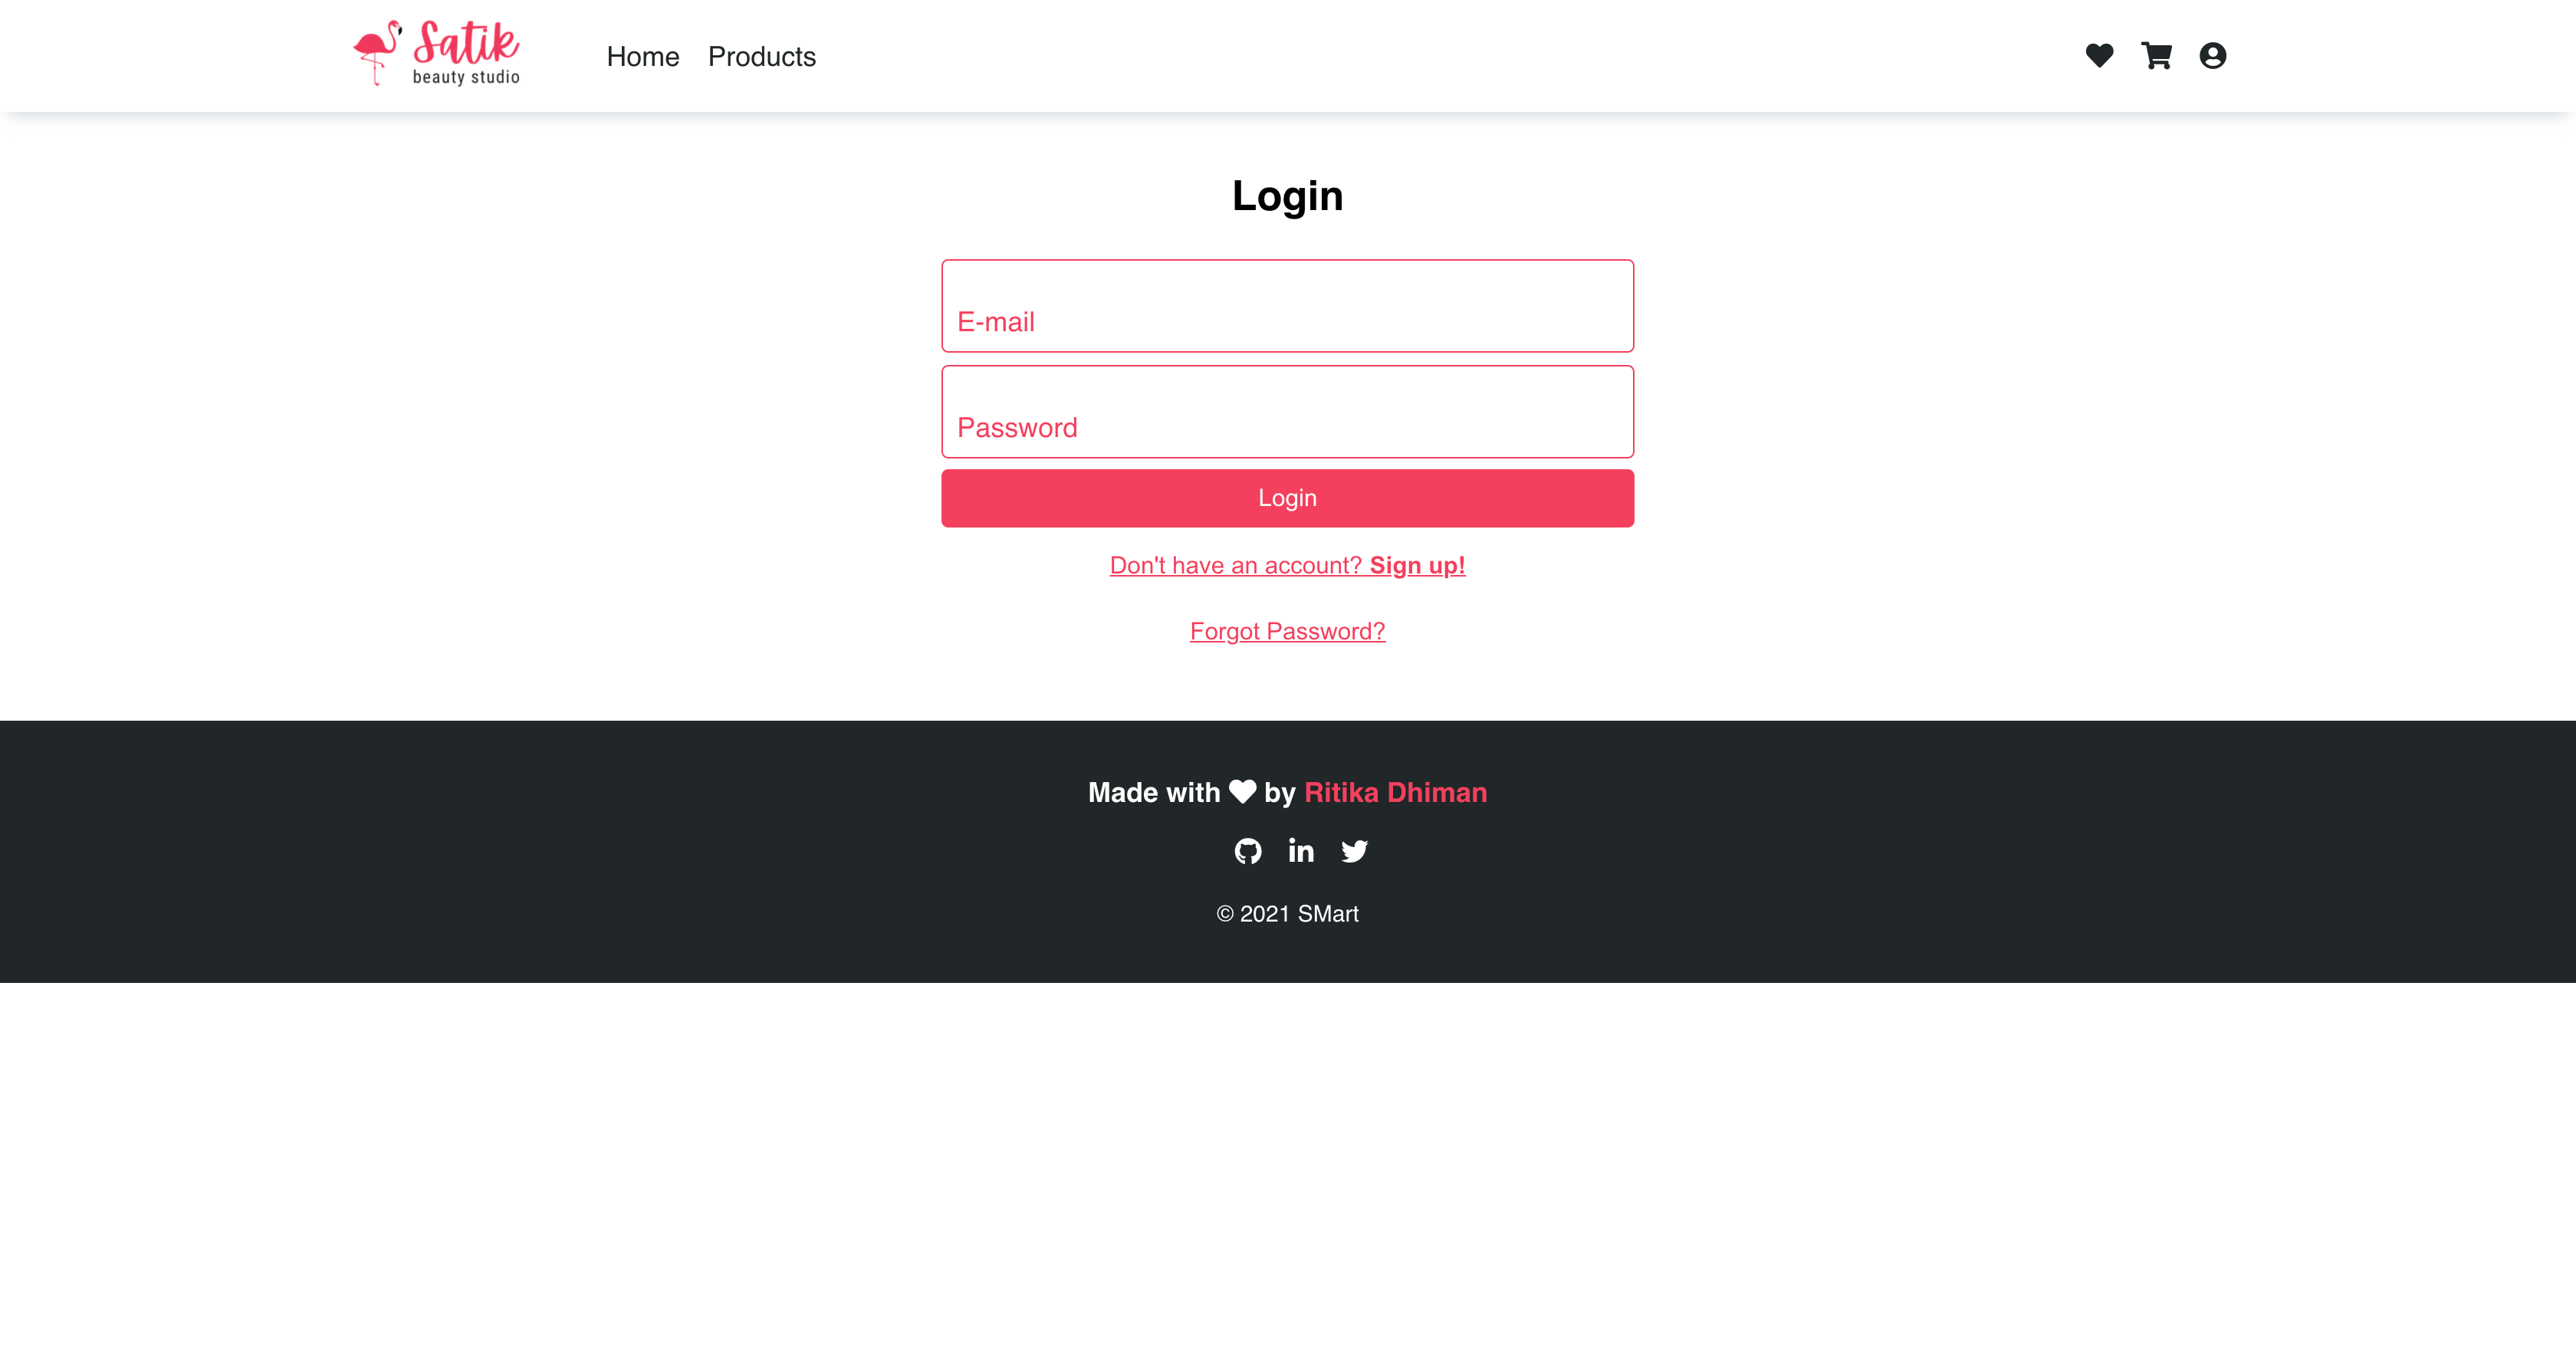 Satik
beauty studio
Home Products
Login
E-mail
Password
Login
Don't have an account? Sign up!
Forgot Password?
Made with by Ritika Dhiman
in
© 2021 SMart